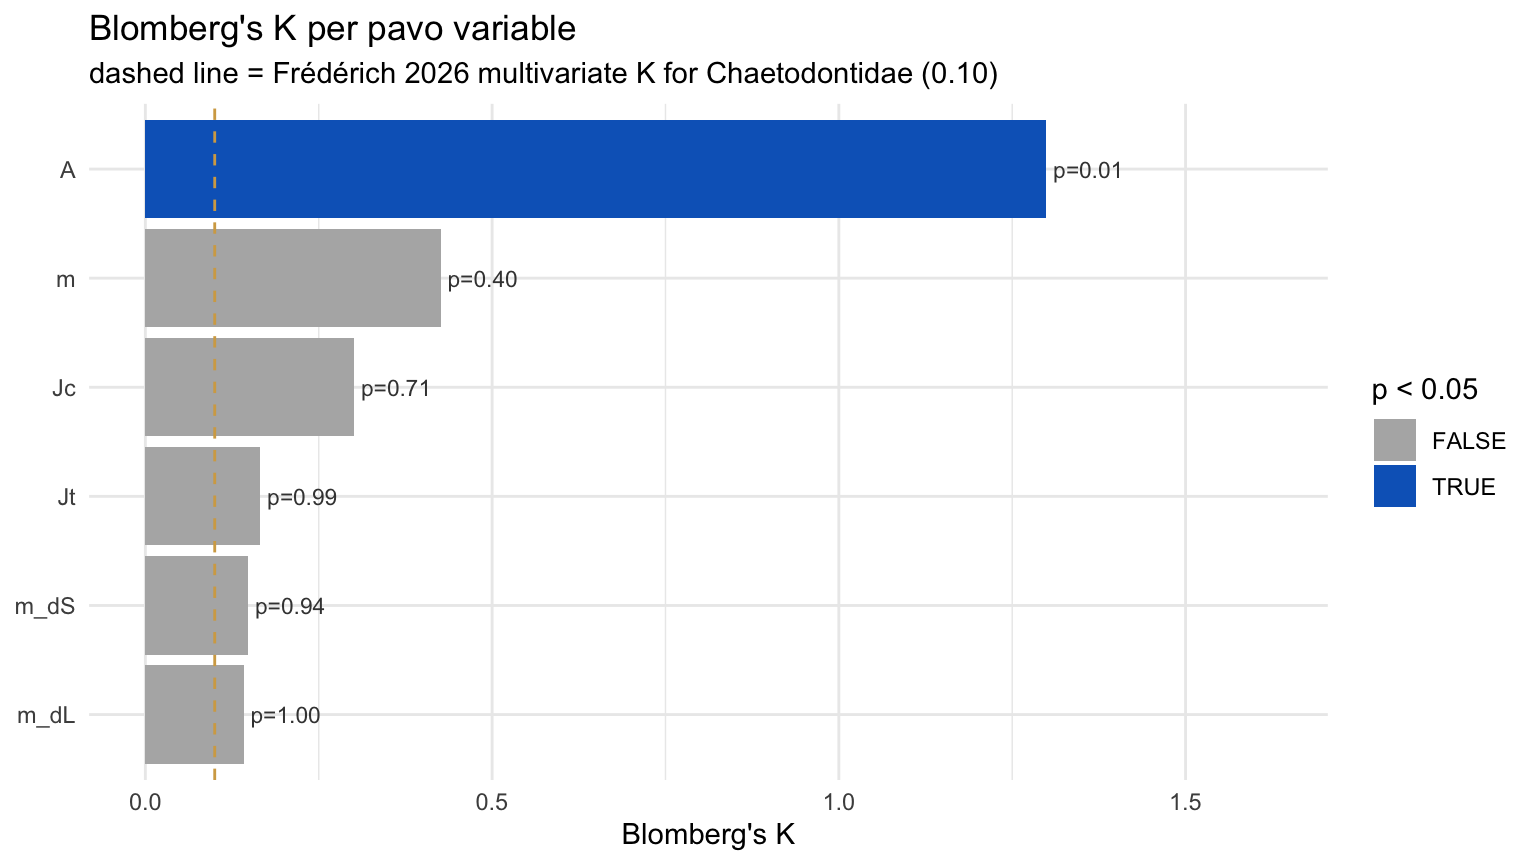 Blomberg's K per pavo variable
dashed line = Frédérich 2026 multivariate K for Chaetodontidae (0.10)
A
p=0.01
m
p=0.40
Jc
p=0.71
Jt
p=0.99
m_dS
p=0.94
m_dL
p=1.00
0.0
0.5
1.0
1.5
Blomberg's K
p < 0.05
FALSE
TRUE